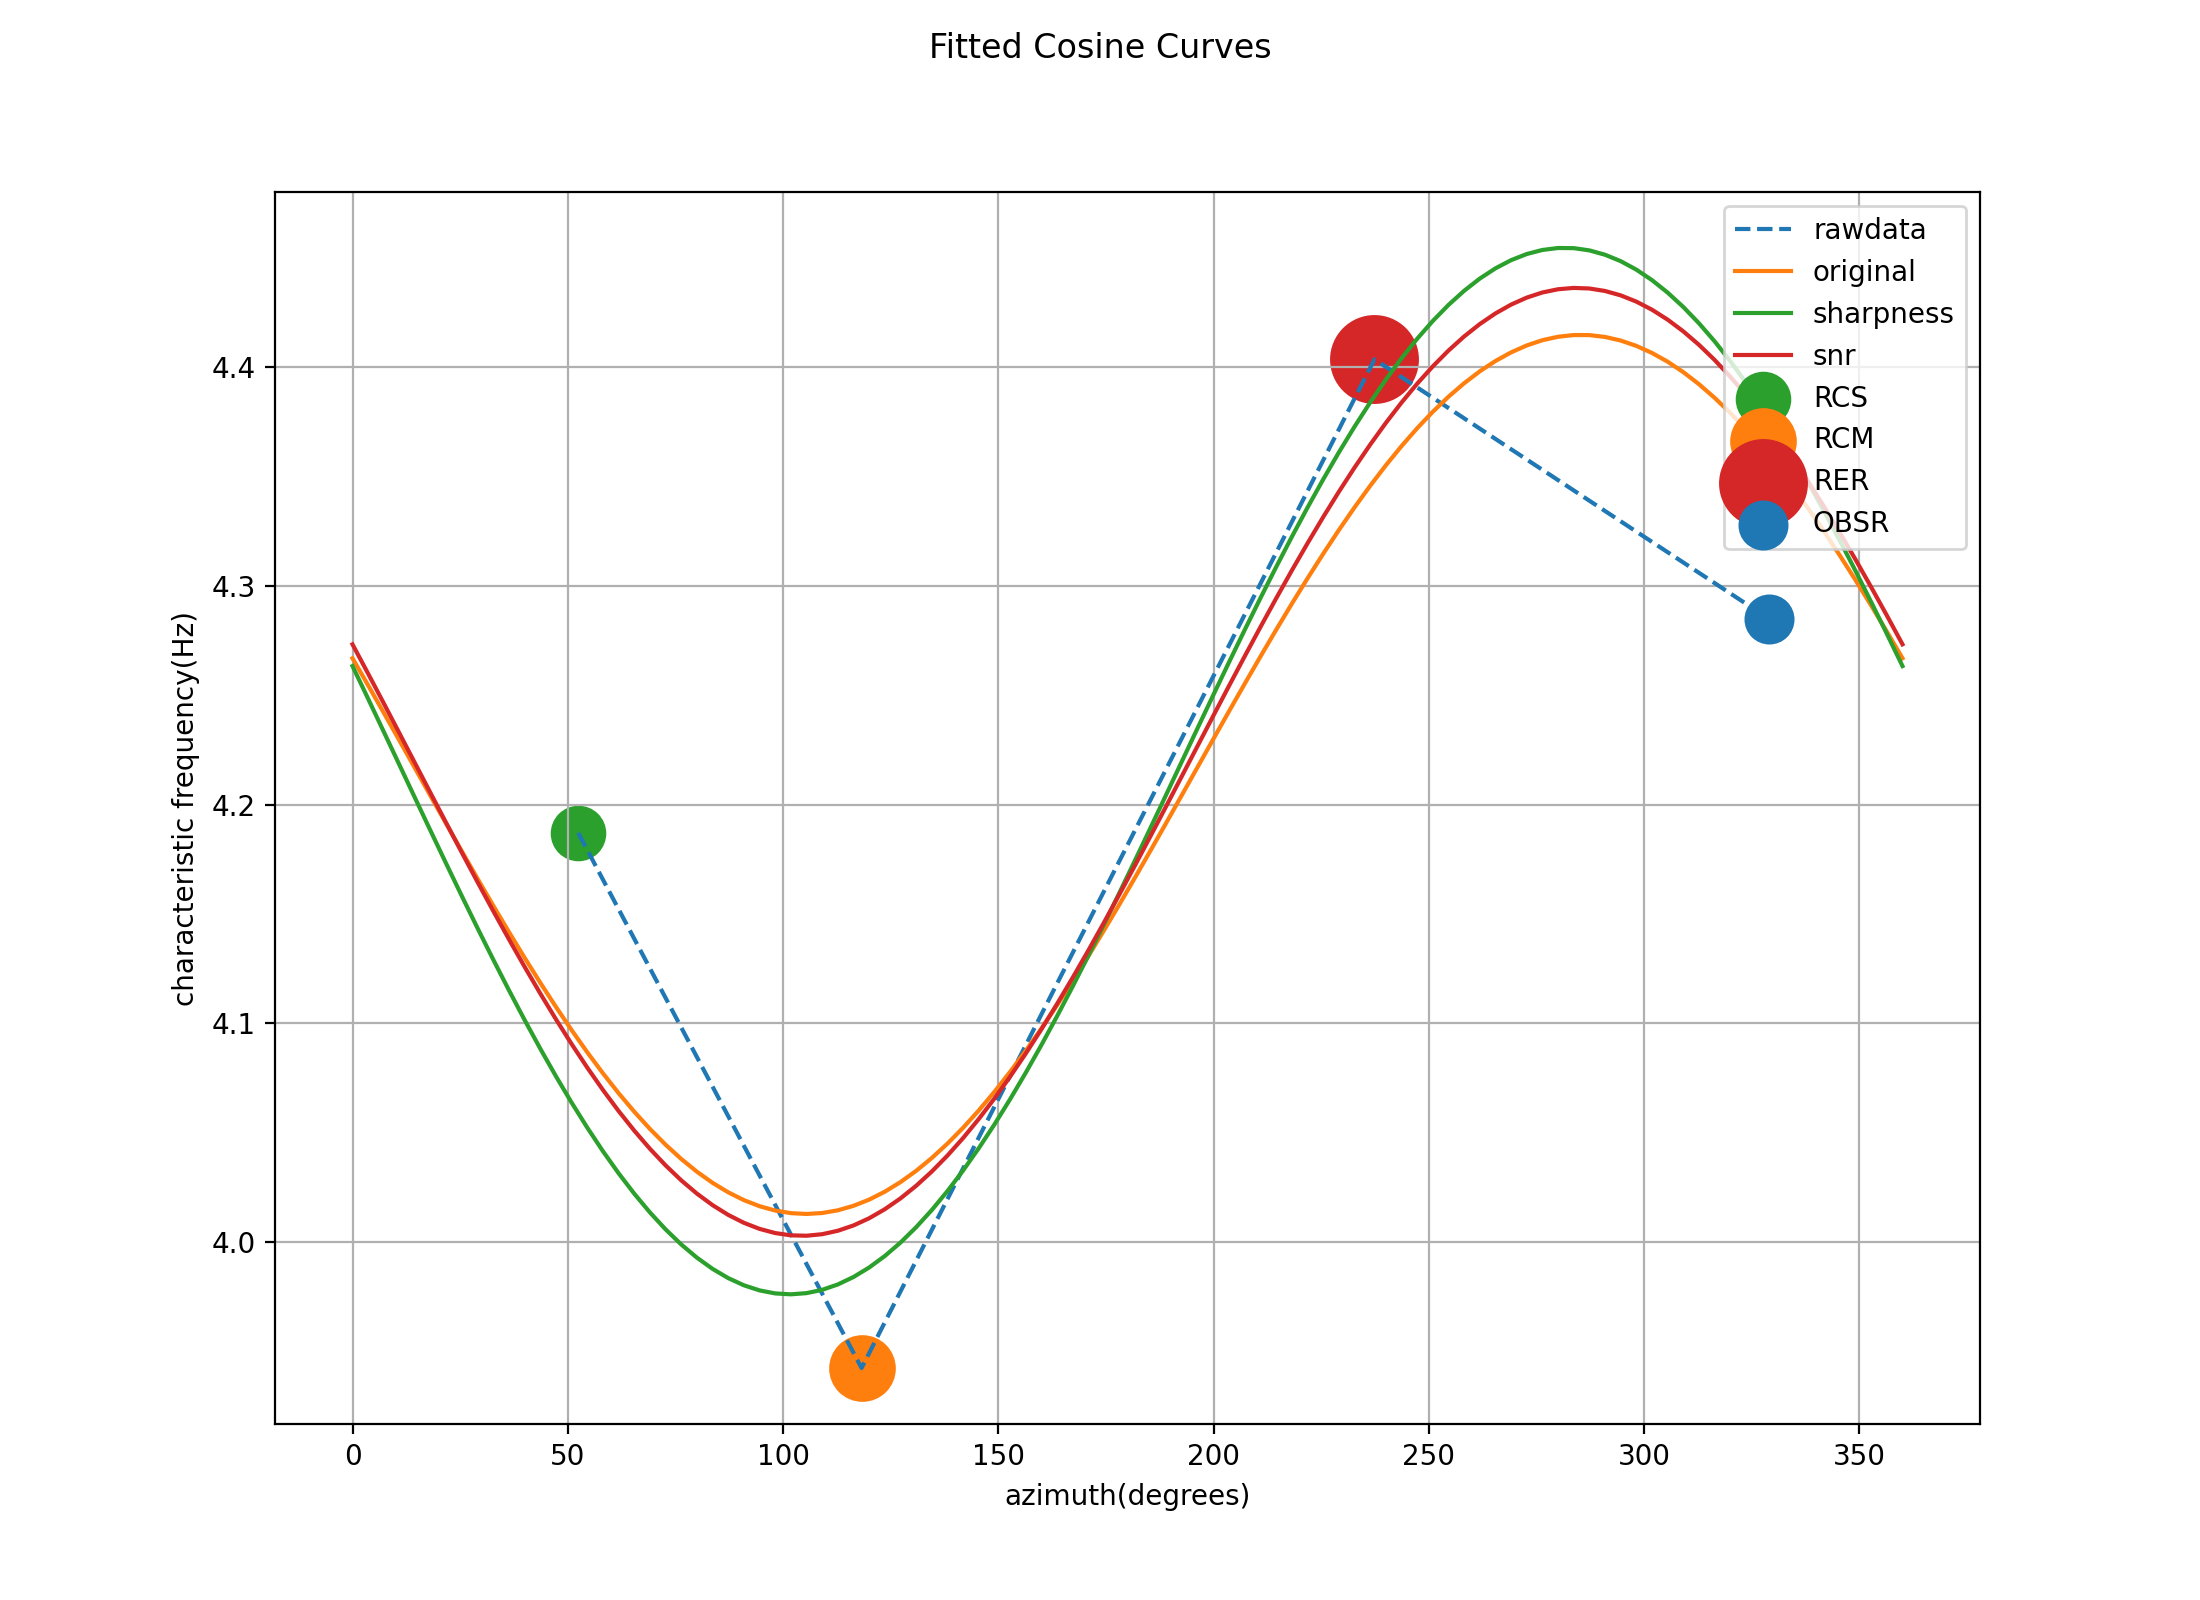 Fitted Cosine Curves
rawdata
original
sharpness
snr
RCS
RCM
RER
OBSR
characteristic frequency(Hz)
4.4
4.3
4.2
4.1
4.0
0 50 100 150 200 250 300 350
azimuth(degrees)